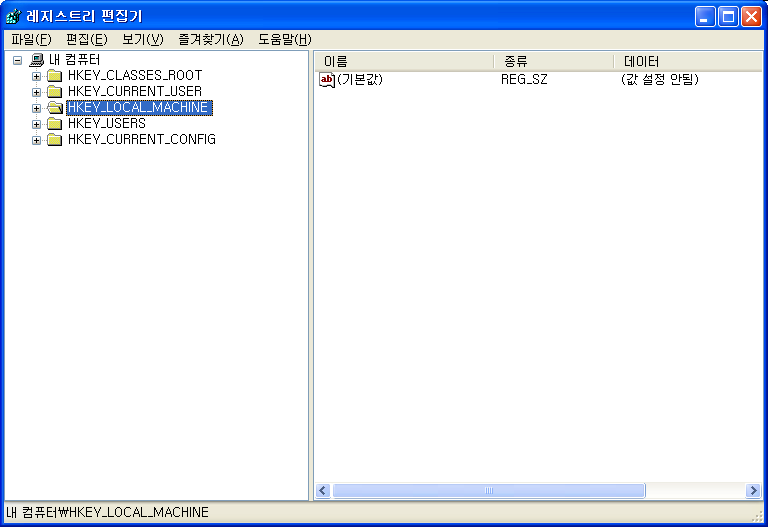 레지스트리 편집기
파일(F) 편집(E) 보기(V) 즐겨찾기(A) 도움말(H)
내 컴퓨터
HKEY_CLASSES_ROOT
HKEY_CURRENT_USER
HKEY_LOCAL_MACHINE
HKEY_USERS
HKEY_CURRENT_CONFIG
이름 종류 데이터
ab (기본값) REG_SZ (값 설정 안됨)
내 컴퓨터₩HKEY_LOCAL_MACHINE